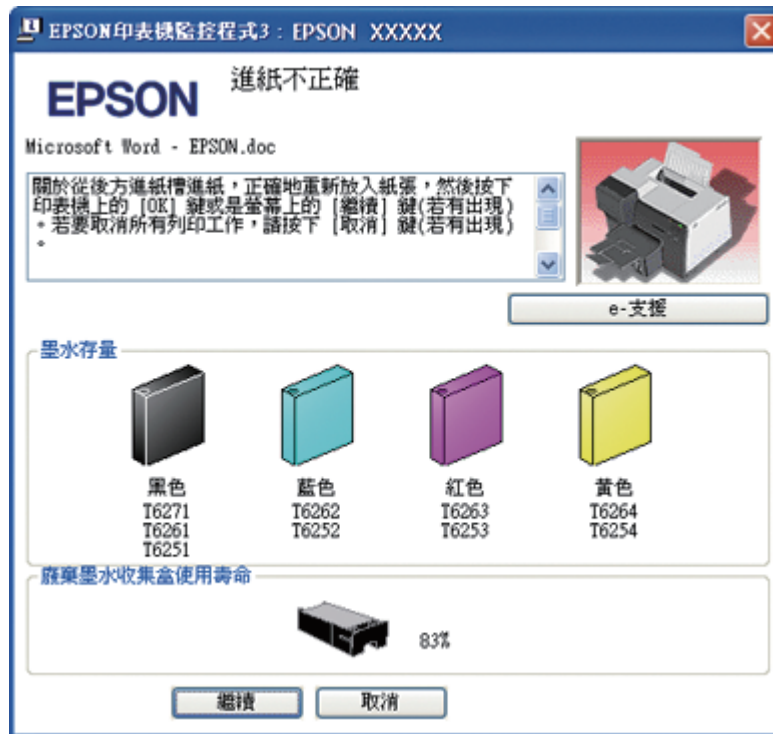 EPSON印表機監控程式3 : EPSON XXXXX
進紙不正確
EPSON
Microsoft Word - EPSON.doc
關於從後方進紙槽進紙，正確地重新放入紙張，然後按下
印表機上的 [OK] 鍵或是螢幕上的 [繼續] 鍵(若有出現)
。若要取消所有列印工作，請按下 [取消] 鍵(若有出現)
。
e-支援
墨水存量
黑色 藍色 紅色 黃色
T6271 T6262 T6263 T6264
T6261 T6252 T6253 T6254
T6251
廢棄墨水收集盒使用壽命
83%
繼續 取消